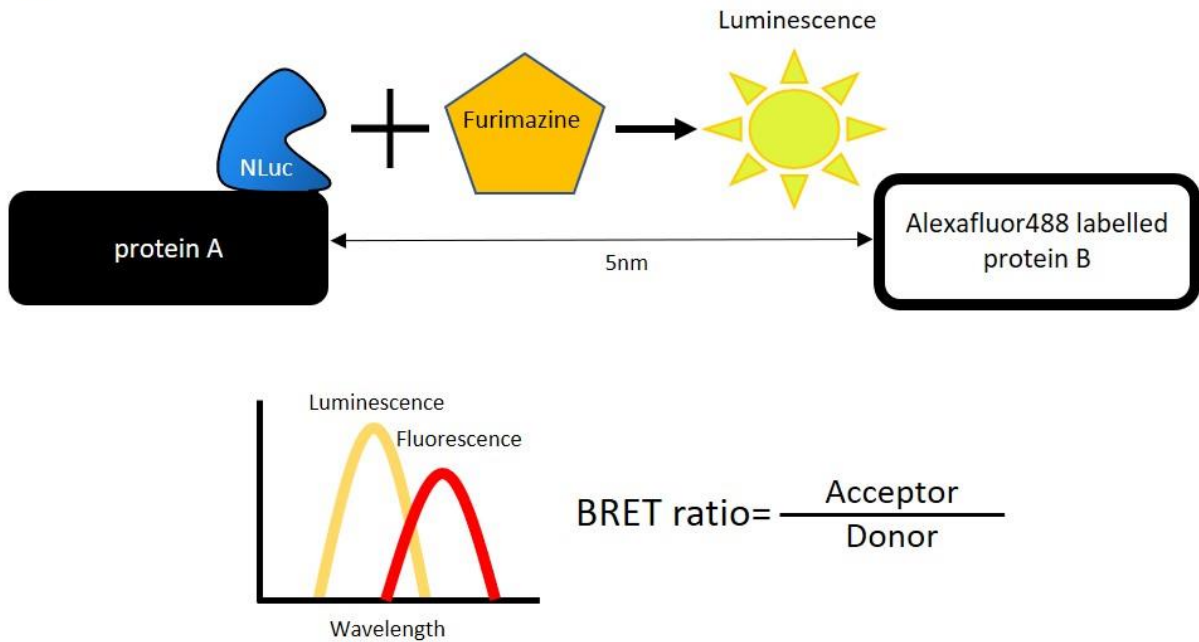 Luminescence
NLuc
Furimazine
protein A
5nm
Alexafluor488 labelled
protein B
Luminescence
Fluorescence
Wavelength
BRET ratio=
Acceptor
Donor